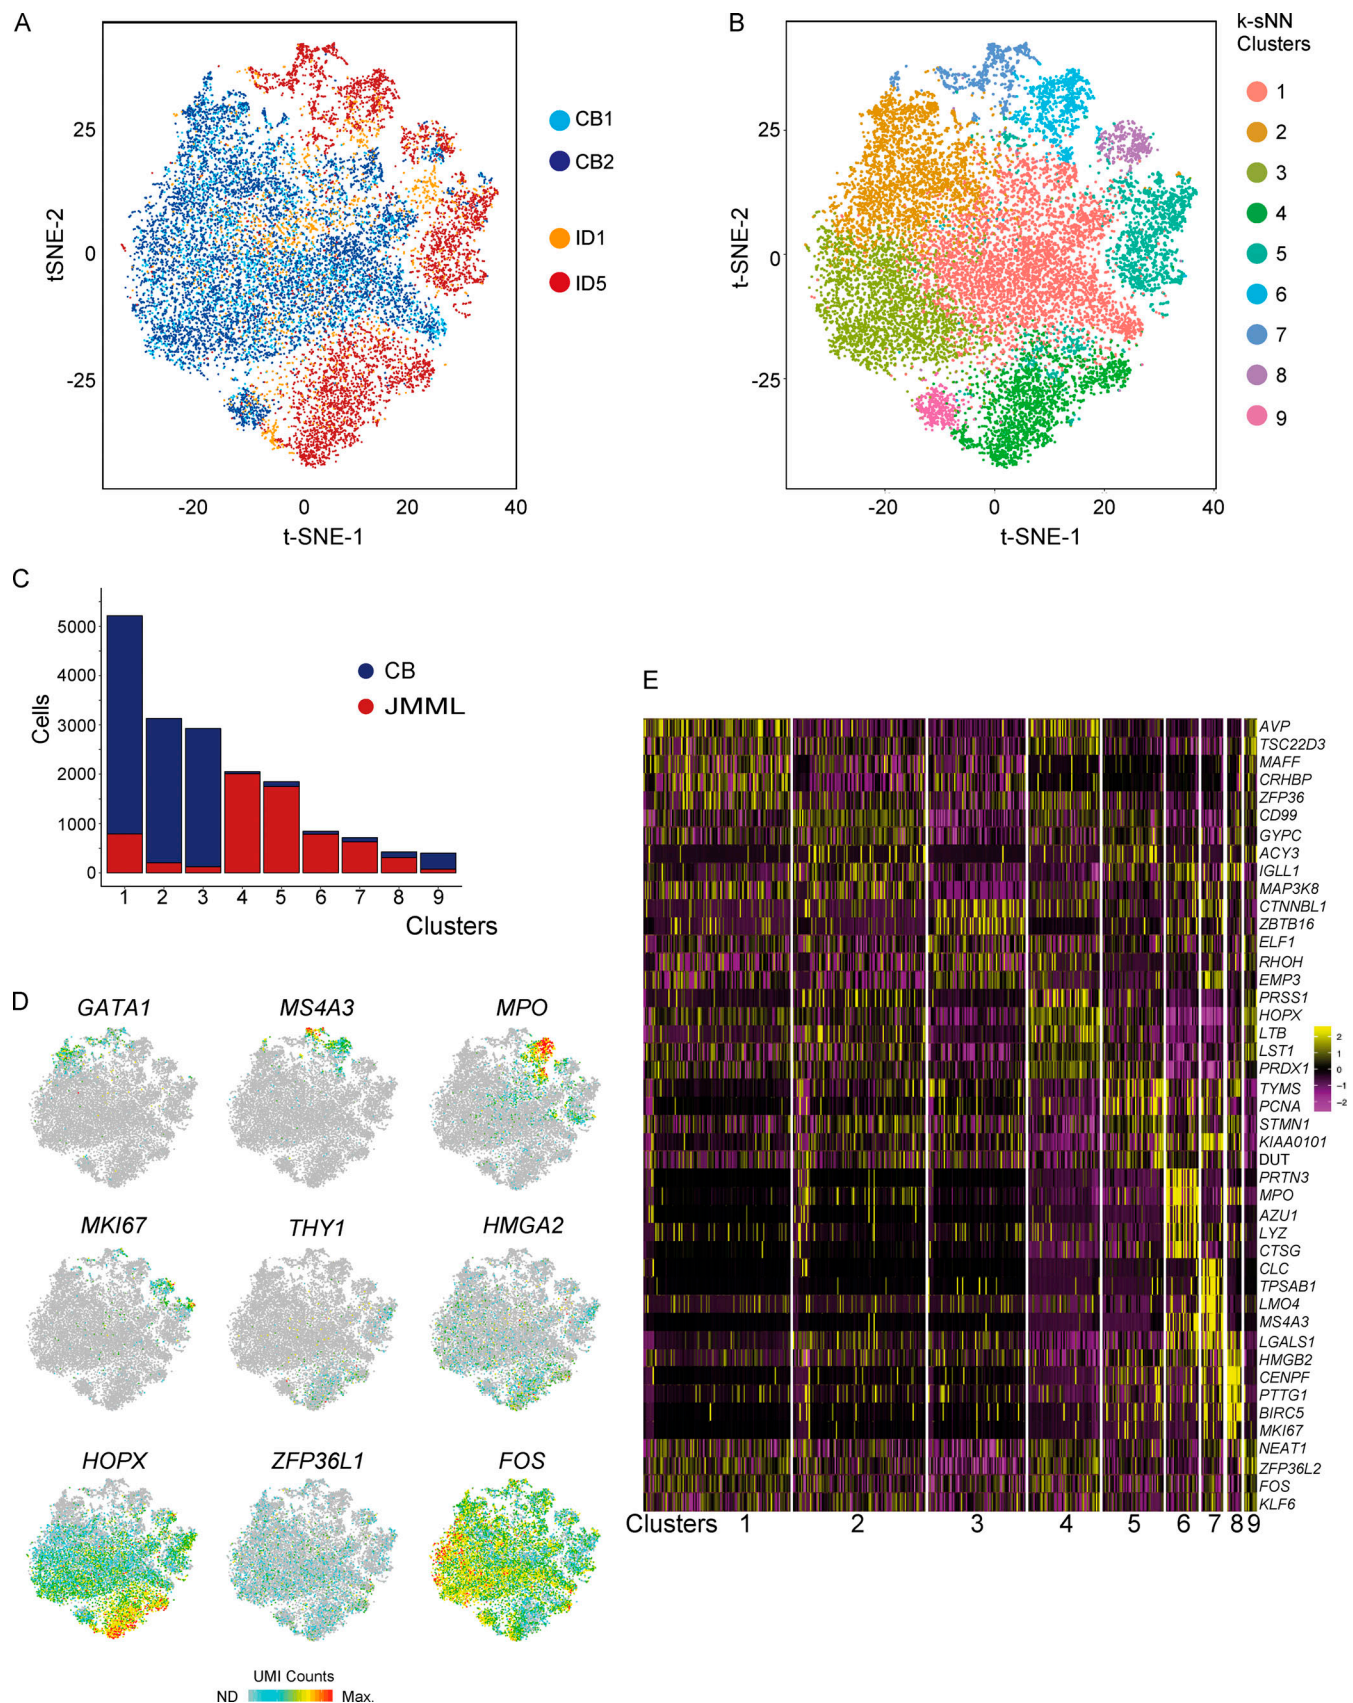 A
tSNE-2
25
0
-25
-20
0
20
40
t-SNE-1
CB1
CB2
ID1
ID5
B
t-SNE-2
25
0
-25
-20
0
20
40
t-SNE-1
k-sNN
Clusters
1
2
3
4
5
6
7
8
9
C
Cells
5000
4000
3000
2000
1000
0
1 2 3 4 5 6 7 8 9
Clusters
CB
JMML
D
GATA1 MS4A3 MPO
MKI67 THY1 HMGA2
HOPX ZFP36L1 FOS
UMI Counts
ND Max.
E
AVP
TSC22D3
MAFF
CRHBP
ZFP36
CD99
GYPC
ACY3
IGLL1
MAP3K8
CTNNBL1
ZBTB16
ELF1
RHOH
EMP3
PRSS1
HOPX
LTB
LST1
PRDX1
TYMS
PCNA
STMN1
KIAA0101
DUT
PRTN3
MPO
AZU1
LYZ
CTSG
CLC
TPSAB1
LMO4
MS4A3
LGALS1
HMGB2
CENPF
PTTG1
BIRC5
MKI67
NEAT1
ZFP36L2
FOS
KLF6
Clusters 1 2 3 4 5 6 7 8 9
2
1
0
-1
-2